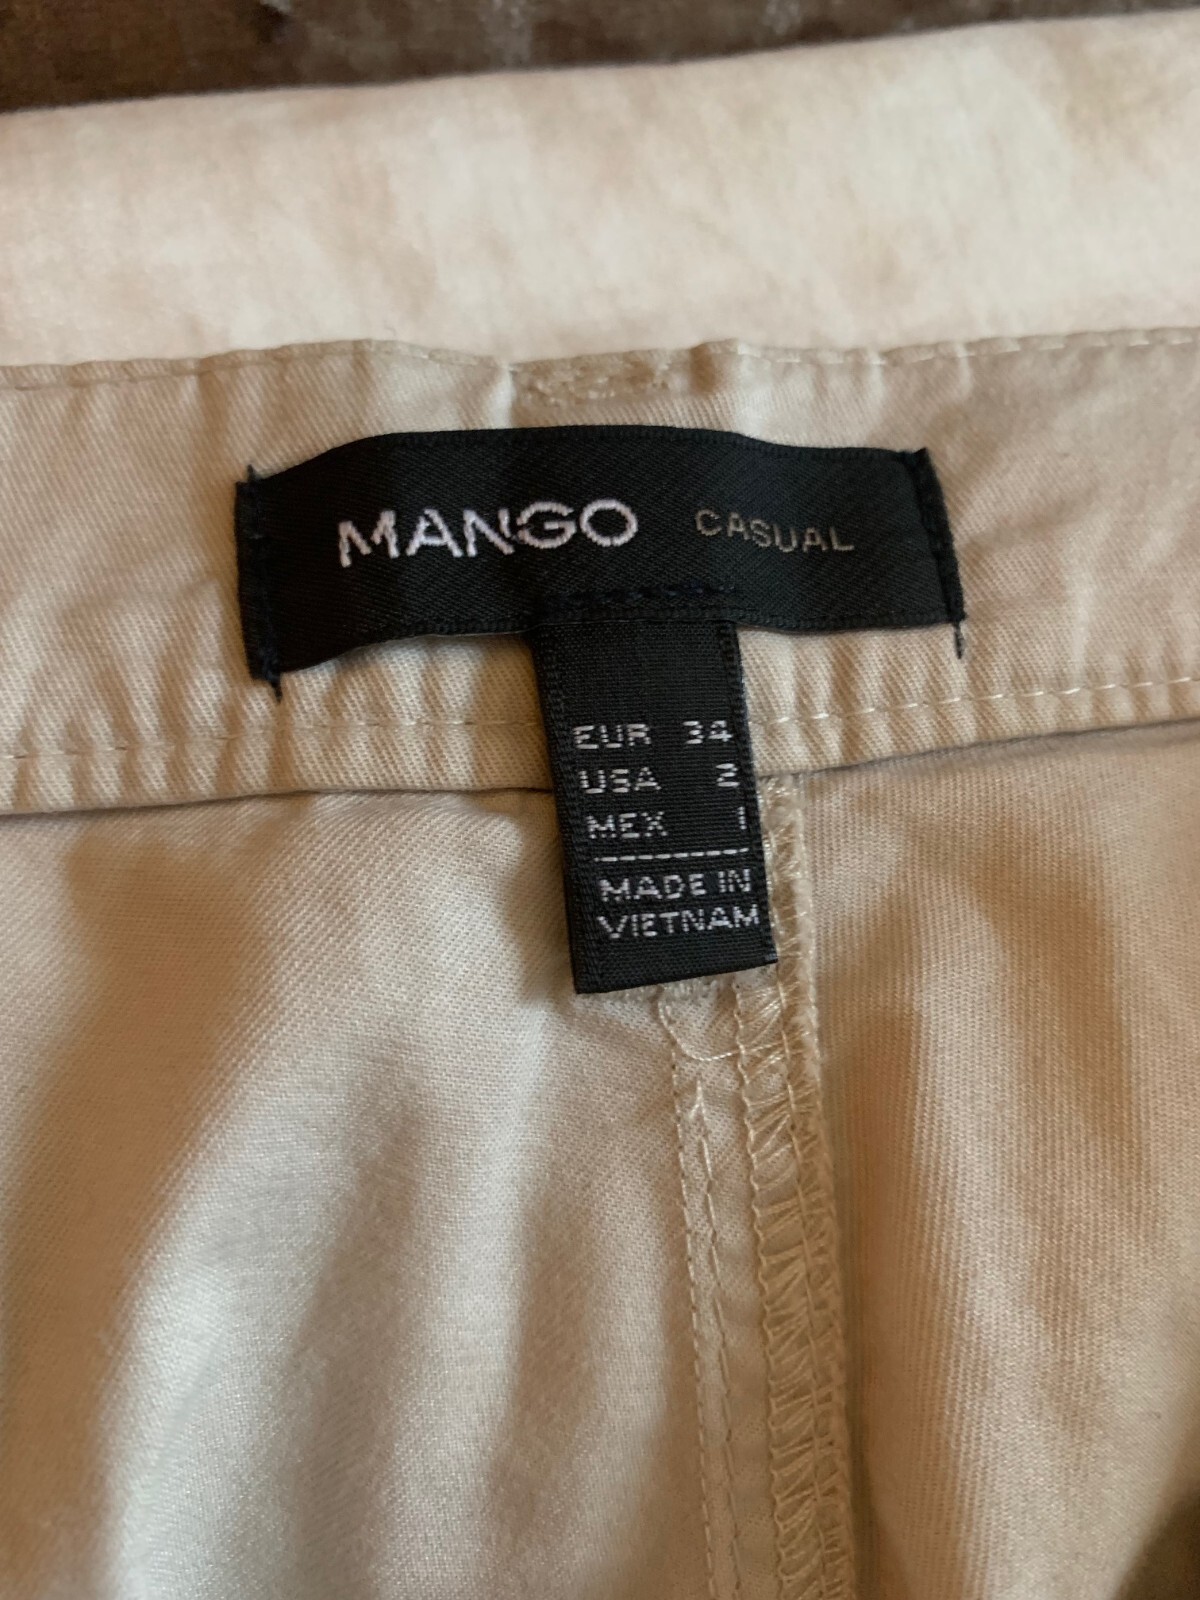 MANGO CASUAL
EUR 34
USA 2
MEX 1
MADE IN
VIETNAM